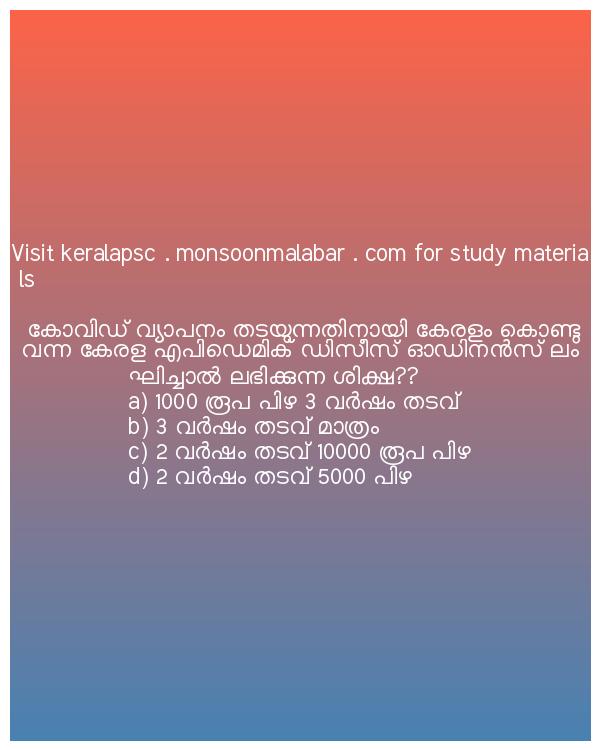 Visit keralapsc . monsoonmalabar . com for study materia
ls
കോവിഡ് വ്യാപനം തടയുന്നതിനായി കേരളം കൊണ്ടു
വന്ന കേരള എപിഡെമിക് ഡിസീസ് ഓഡിനൻസ് ലം
ഘിച്ചാൽ ലഭിക്കുന്ന ശിക്ഷ??
a) 1000 രൂപ പിഴ 3 വർഷം തടവ്
b) 3 വർഷം തടവ് മാത്രം
c) 2 വർഷം തടവ് 10000 രൂപ പിഴ
d) 2 വർഷം തടവ് 5000 പിഴ